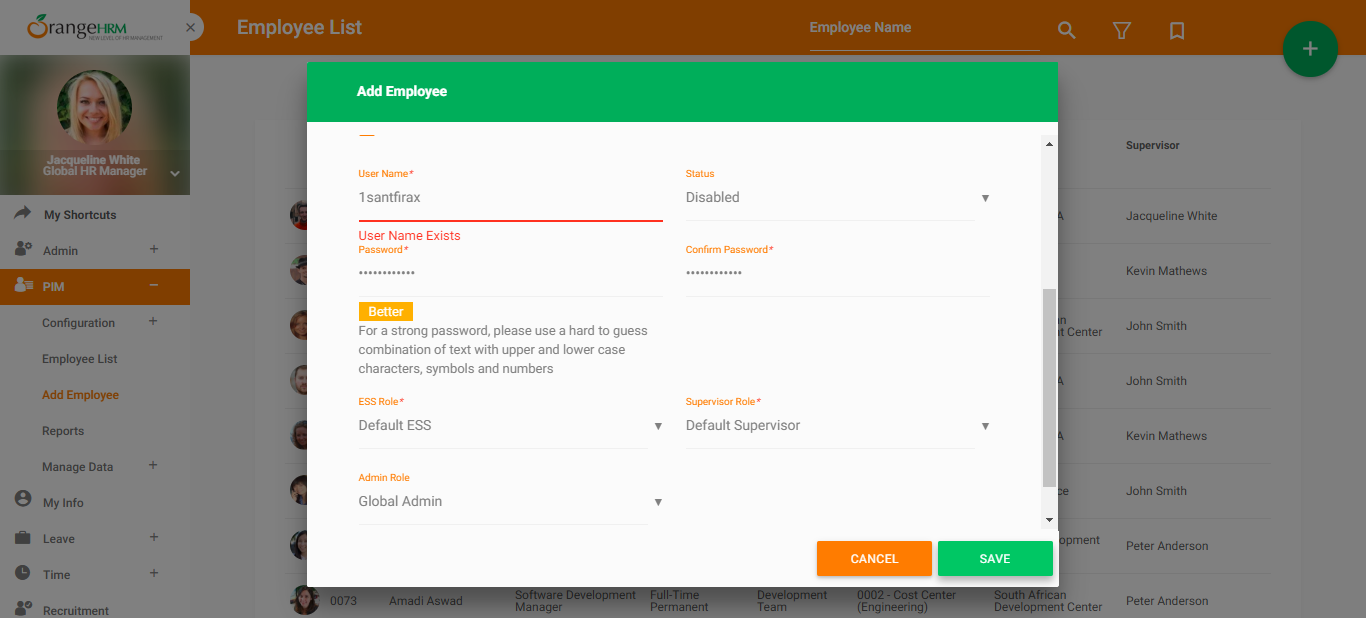 OrangeHRM
NEW LEVEL OF HR MANAGEMENT
Employee List
Employee Name
Jacqueline White
Global HR Manager
My Shortcuts
Admin
PIM
Configuration
Employee List
Add Employee
Reports
Manage Data
My Info
Leave
Time
Recruitment
Add Employee
User Name*
1santfirax
User Name Exists
Status
Disabled
Password*
••••••••••••
Confirm Password*
••••••••••••
Better
For a strong password, please use a hard to guess
combination of text with upper and lower case
characters, symbols and numbers
ESS Role*
Default ESS
Supervisor Role*
Default Supervisor
Admin Role
Global Admin
CANCEL
SAVE
Supervisor
Jacqueline White
Kevin Mathews
John Smith
t Center
John Smith
Kevin Mathews
John Smith
opment
Peter Anderson
0073 Amadi Aswad Software Development Manager Full-Time Permanent Development Team 0002 - Cost Center (Engineering) South African Development Center Peter Anderson